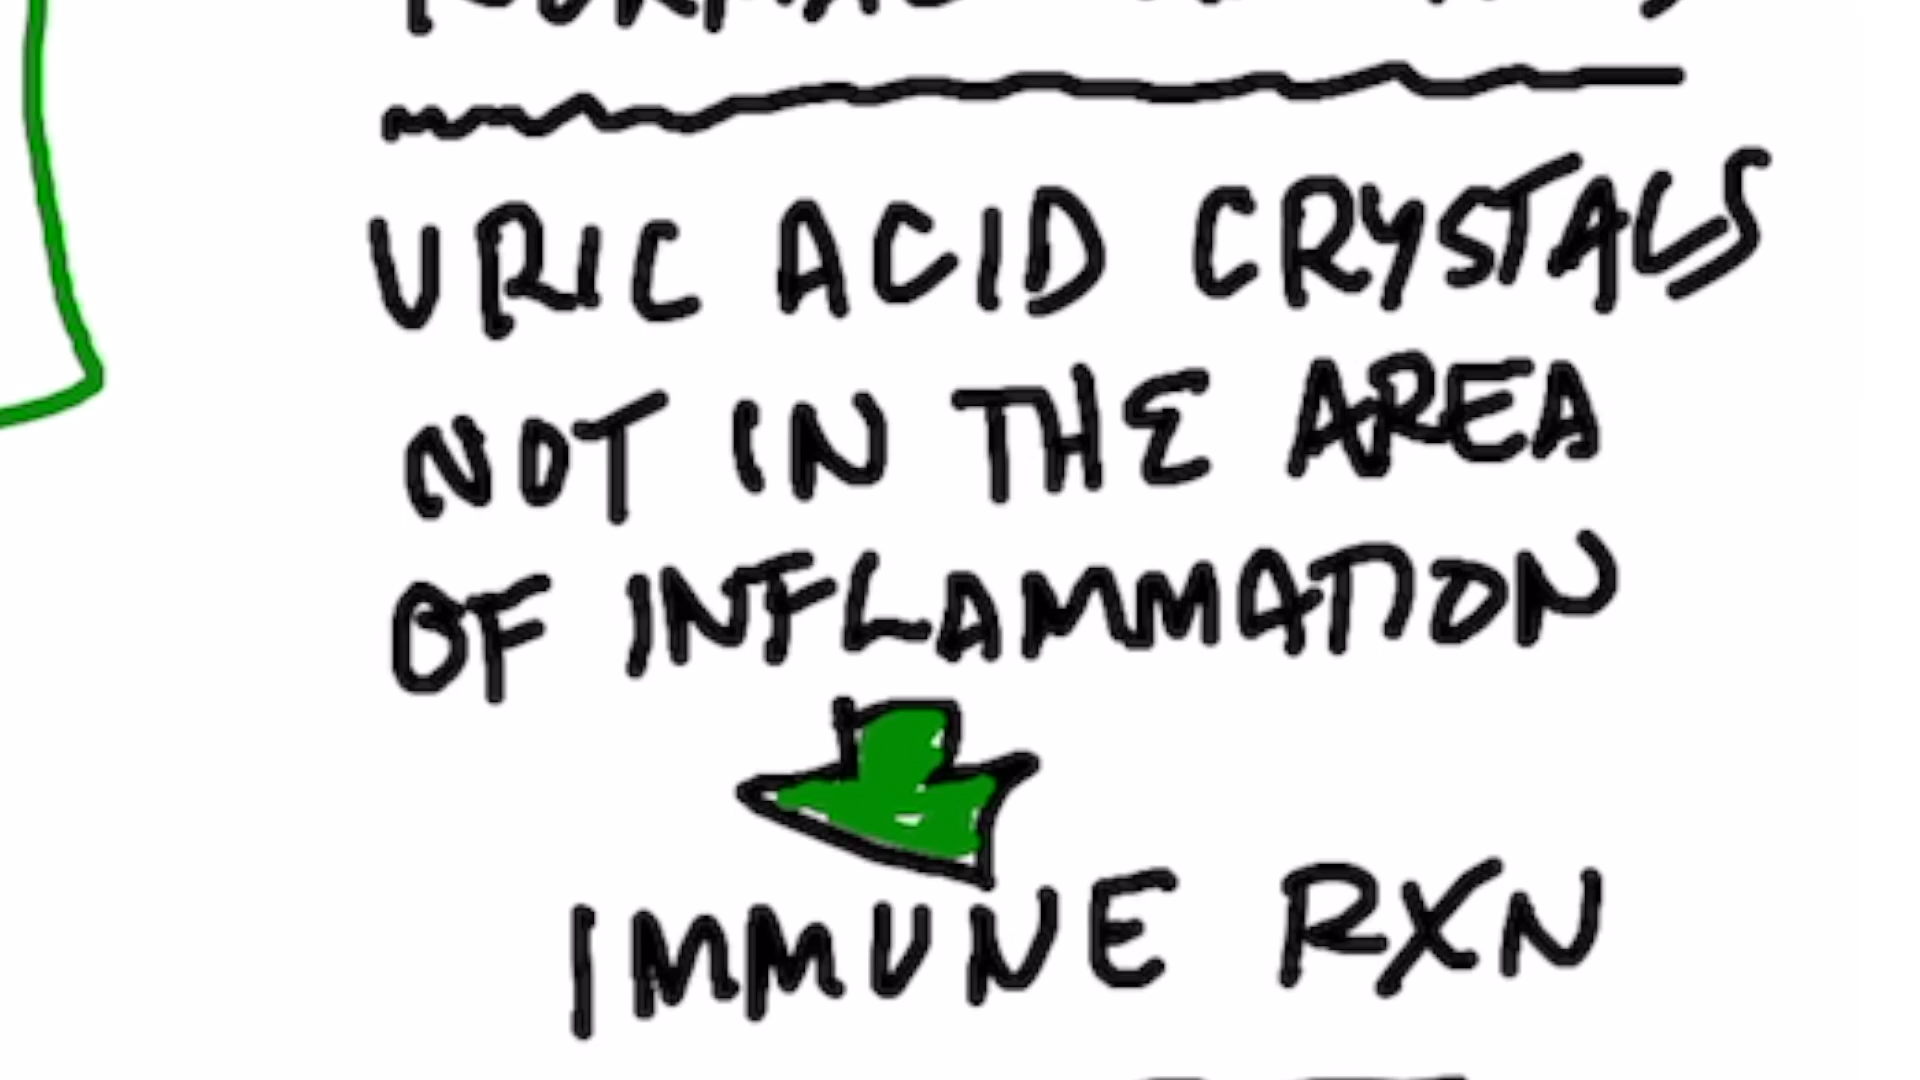 URIC ACID CRYSTALS
NOT IN THE AREA
OF INFLAMMATION
IMMUNE RXN